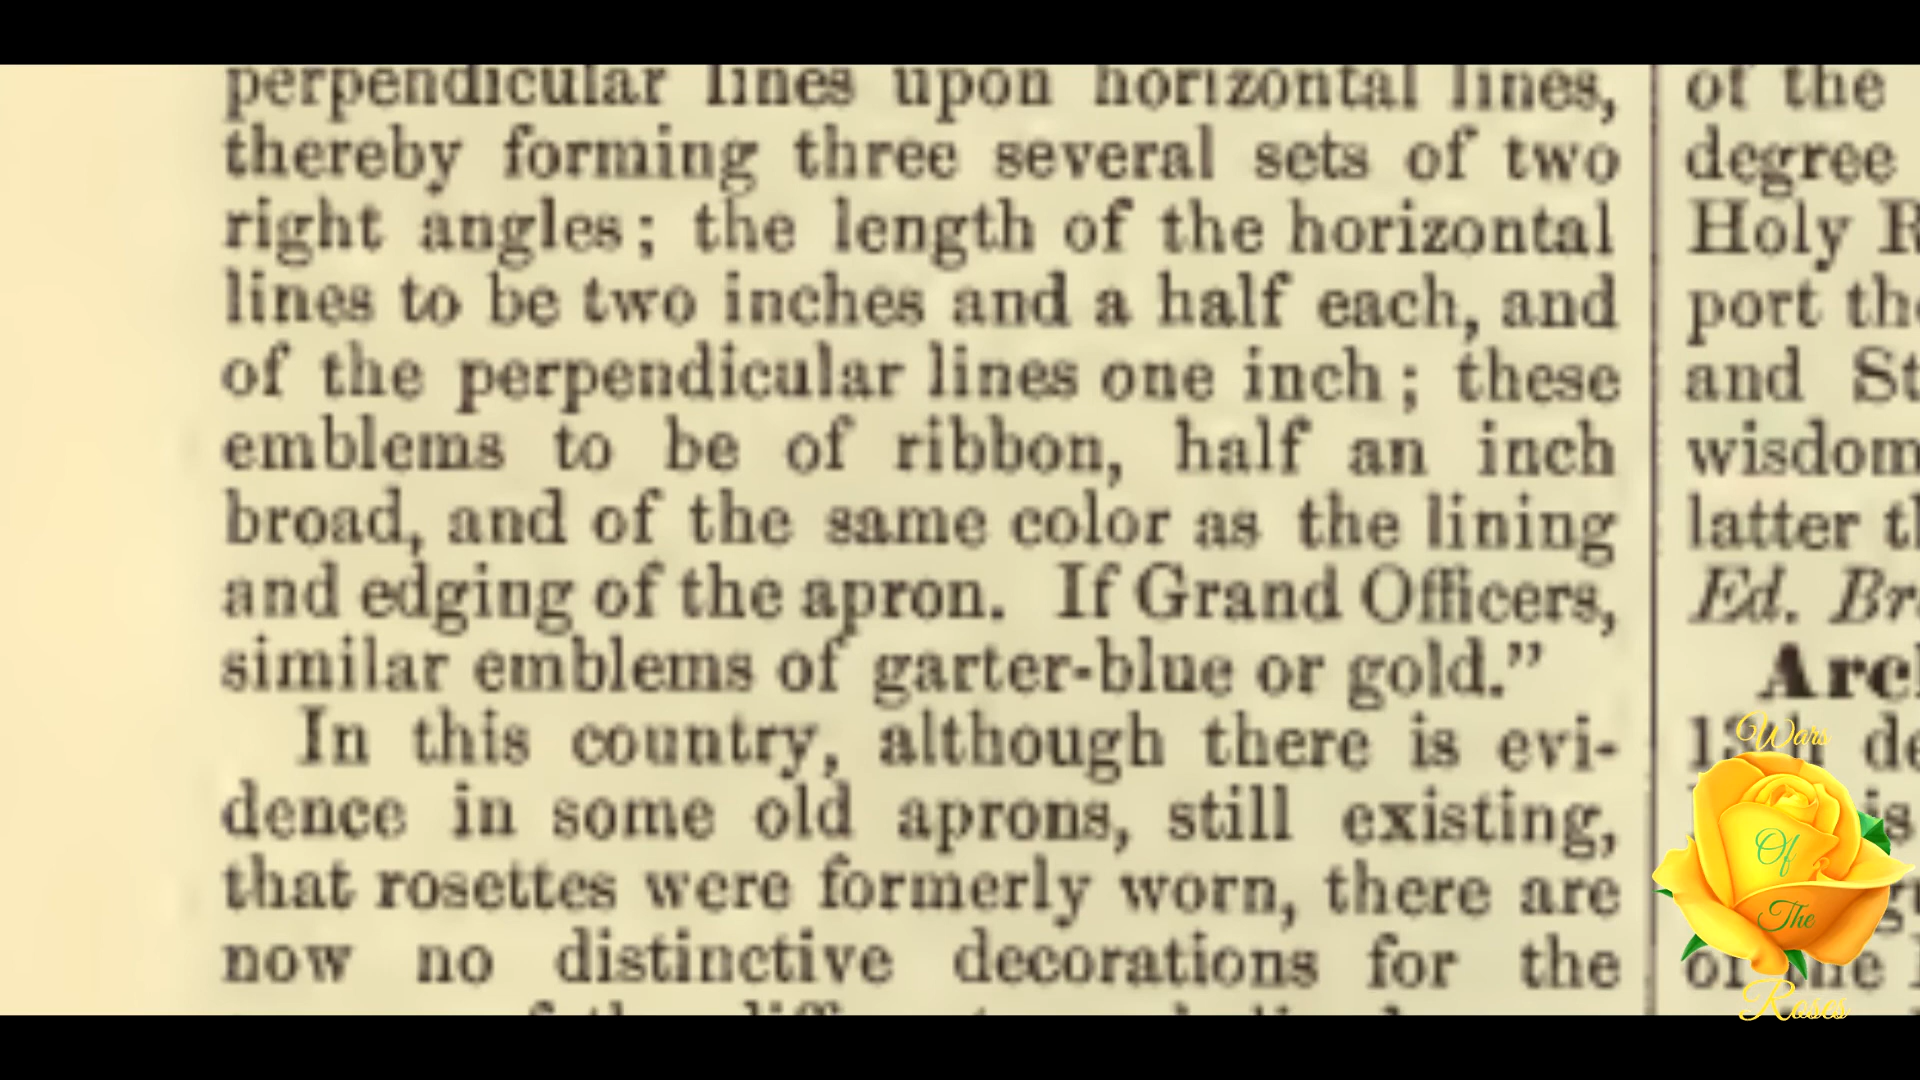 perpendicular lines upon horizontal lines,
thereby forming three several sets of two
right angles; the length of the horizontal
lines to be two inches and a half each, and
of the perpendicular lines one inch; these
emblems to be of ribbon, half an inch
broad, and of the same color as the lining
and edging of the apron. If Grand Officers,
similar emblems of garter-blue or gold.”
In this country, although there is evi-
dence in some old aprons, still existing,
that rosettes were formerly worn, there are
now no distinctive decorations for the
of the
degree
Holy R
port the
and St
wisdom
latter th
Ed. Br
Arc
Wars
Of
The
Roses